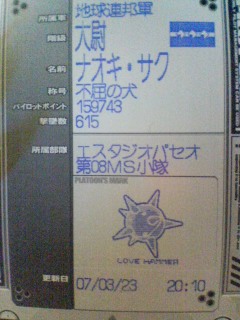 所属軍 地球連邦軍
階級 大尉
名前 ナオキ・サク
称号 不屈の犬
パイロットポイント 159743
撃墜数 615
所属部隊 エスタジオパセオ
第08MS小隊
PLATOON'S MARK
LOVE HAMMER
更新日 07/03/23 20:10